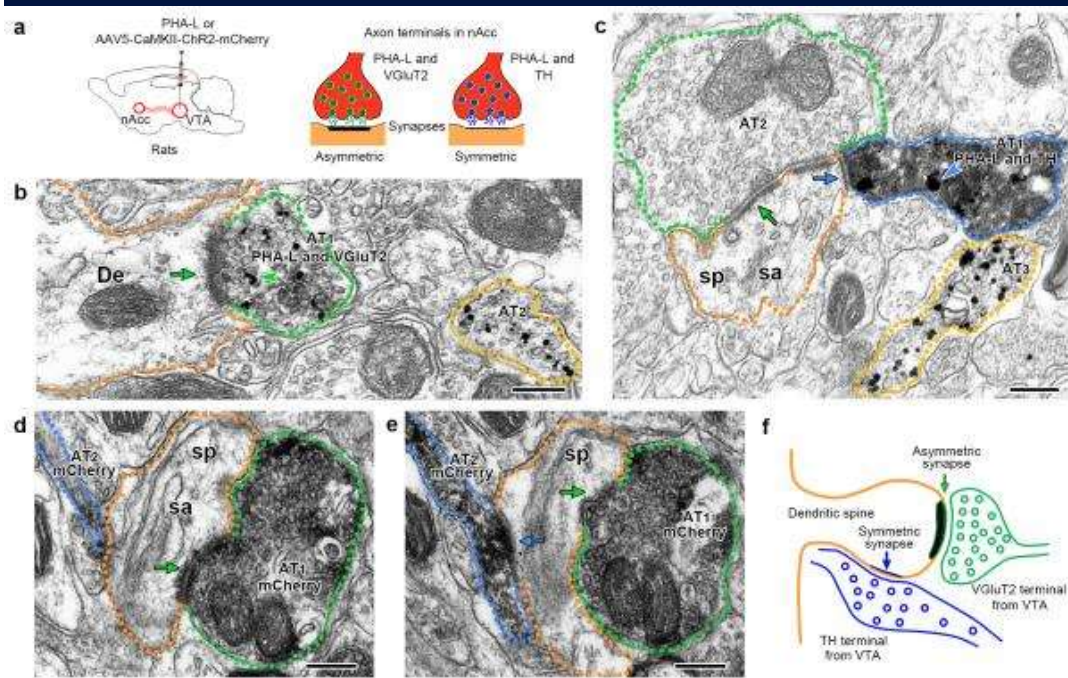 a
PHA-L or
AAV5-CaMKII-ChR2-mCherry
nAcc
VTA
Rats
Axon terminals in nAcc
PHA-L and
VGluT2
PHA-L and
TH
Synapses
Asymmetric
Symmetric
b
De
AT1
PHA-L and VGluT2
AT2
c
AT2
AT1
PHA-L and TH
sp
sa
AT3
d
AT2
mCherry
sp
sa
AT1
mCherry
e
AT2
mCherry
sp
AT1
mCherry
f
Asymmetric
synapse
Dendritic spine
Symmetric
synapse
VGluT2 terminal
from VTA
TH terminal
from VTA